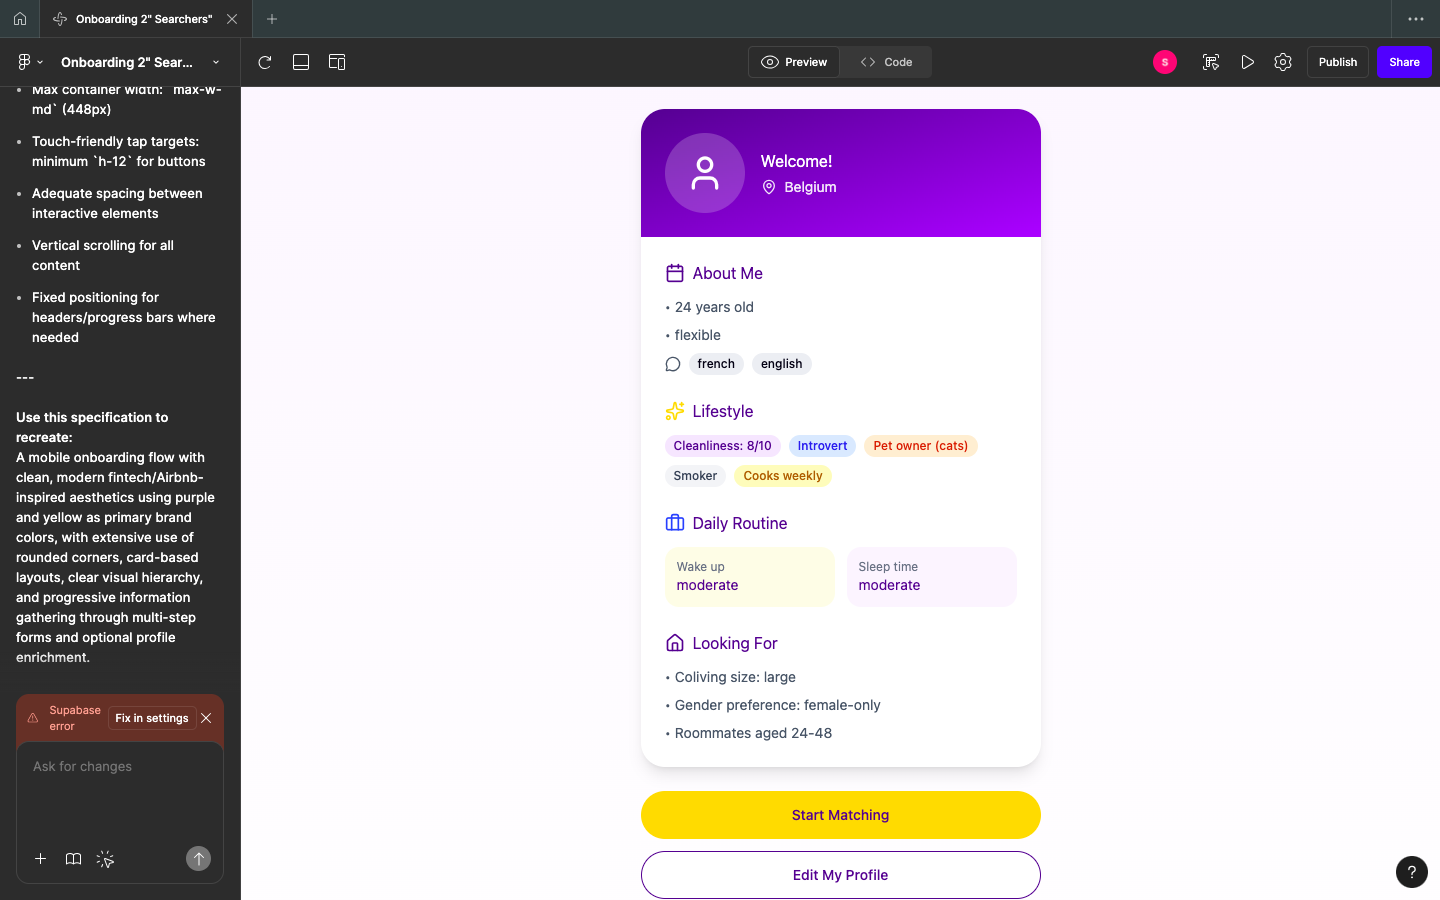 Onboarding 2" Searchers"
Onboarding 2" Sear...
Preview
Code
S
Publish
Share
Max container width: `max-w-
md` (448px)
Touch-friendly tap targets:
minimum `h-12` for buttons
Adequate spacing between
interactive elements
Vertical scrolling for all
content
Fixed positioning for
headers/progress bars where
needed
---
Use this specification to
recreate:
A mobile onboarding flow with
clean, modern fintech/Airbnb-
inspired aesthetics using purple
and yellow as primary brand
colors, with extensive use of
rounded corners, card-based
layouts, clear visual hierarchy,
and progressive information
gathering through multi-step
forms and optional profile
enrichment.
Supabase
error
Fix in settings
Ask for changes
Welcome!
Belgium
About Me
• 24 years old
• flexible
french
english
Lifestyle
Cleanliness: 8/10
Introvert
Pet owner (cats)
Smoker
Cooks weekly
Daily Routine
Wake up
moderate
Sleep time
moderate
Looking For
• Coliving size: large
• Gender preference: female-only
• Roommates aged 24-48
Start Matching
Edit My Profile
?